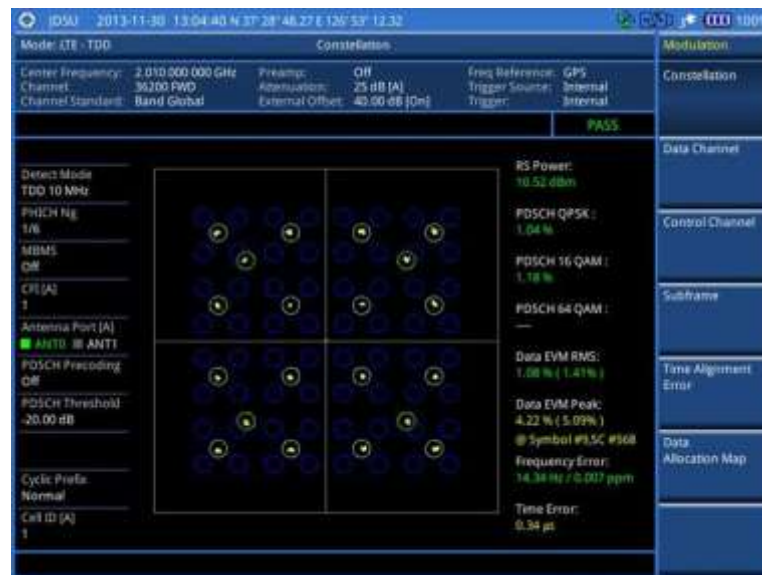 JDSU 2013-11-30 13:04:40 N 37° 28' 48.27 E 126° 53' 12.32
Mode: LTE - TDD
Constellation
Modulation
Center Frequency: 2.010 000 000 GHz
Channel: 36200 FWD
Channel Standard: Band Global
Preamp: Off
Attenuation: 25 dB [A]
External Offset: 40.00 dB [On]
Freq Reference: GPS
Trigger Source: Internal
Trigger: Internal
PASS
Detect Mode
TDD 10 MHz
PHICH Ng
1/6
MBMS
Off
CFI [A]
1
Antenna Port [A]
ANT0 ANT1
PDSCH Precoding
Off
PDSCH Threshold
-20.00 dB
Cyclic Prefix
Normal
Cell ID [A]
1
RS Power:
10.52 dBm
PDSCH QPSK :
1.04 %
PDSCH 16 QAM :
1.18 %
PDSCH 64 QAM :
----
Data EVM RMS:
1.08 % ( 1.41% )
Data EVM Peak:
4.22 % ( 5.09% )
@ Symbol #9,SC #568
Frequency Error:
14.34 Hz / 0.007 ppm
Time Error:
0.34 µs
Constellation
Data Channel
Control Channel
Subframe
Time Alignment
Error
Data
Allocation Map